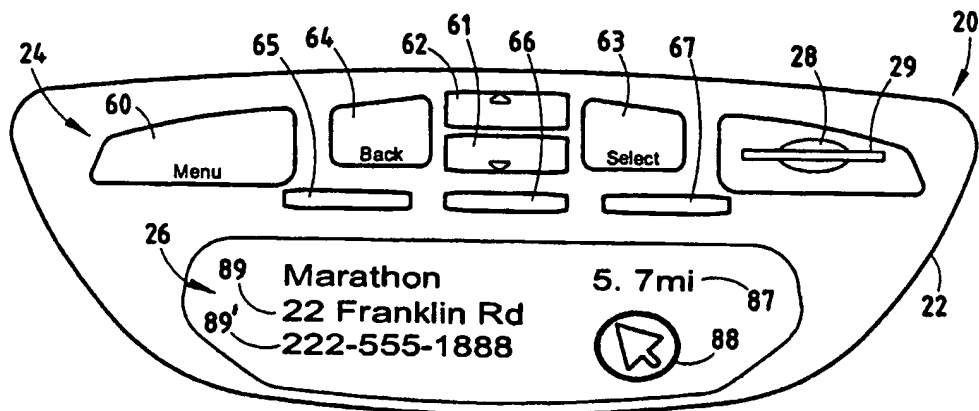 61
64 62 66 63 20
65 67 28
24 29
60
Back
Menu Select
26
89 Marathon 5. 7mi 87
22 Franklin Rd 22
89' 222-555-1888 88